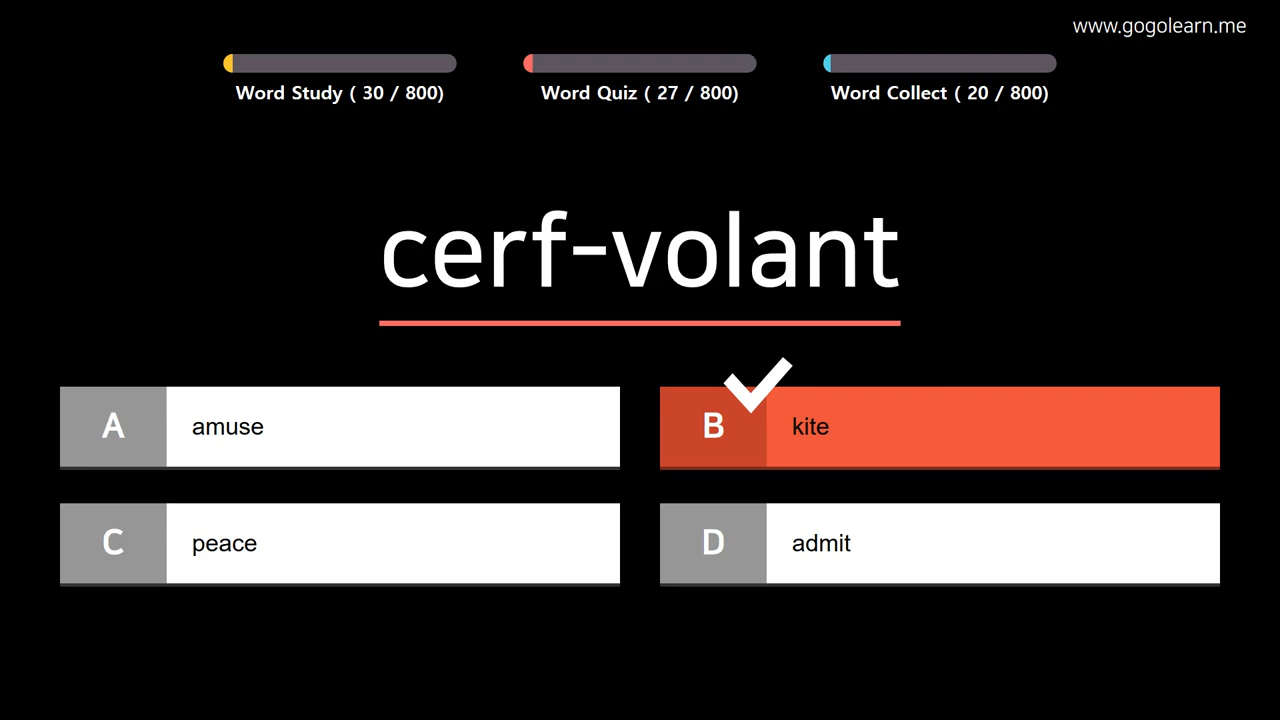 www.gogolearn.me
Word Study ( 30 / 800)
Word Quiz ( 27 / 800)
Word Collect ( 20 / 800)
cerf-volant
A amuse
B kite
C peace
D admit